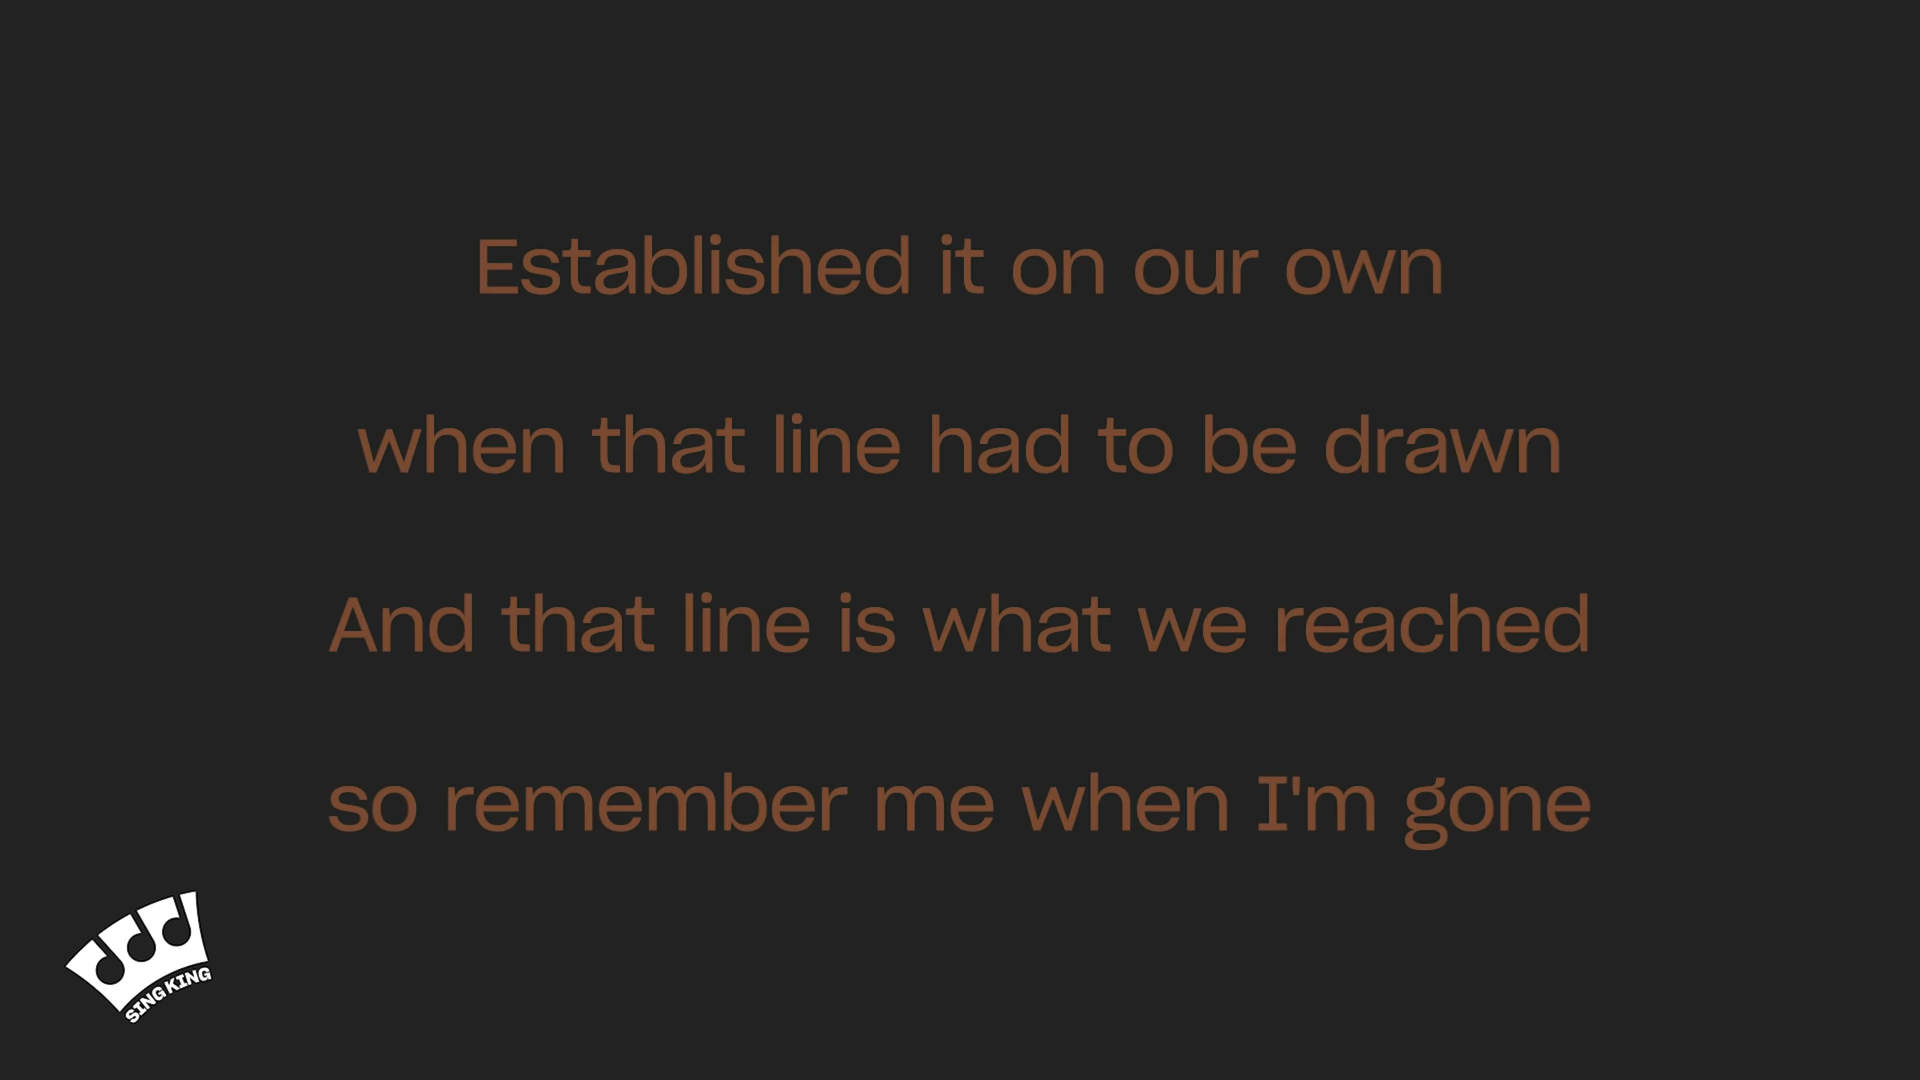 Established it on our own
when that line had to be drawn
And that line is what we reached
so remember me when I'm gone
SING KING